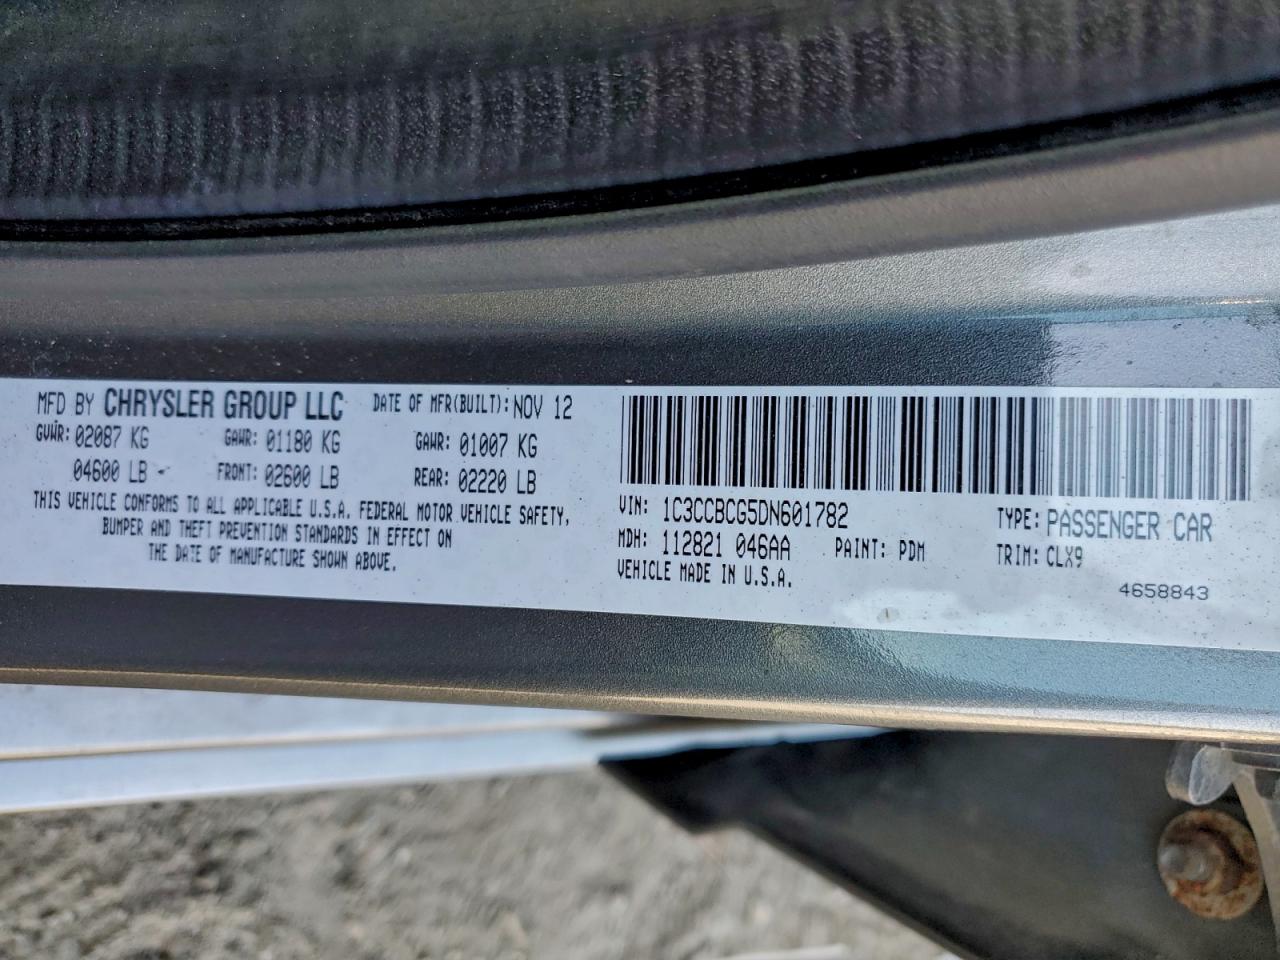 MFD BY CHRYSLER GROUP LLC DATE OF MFR(BUILT): NOV 12
GVWR: 02087 KG GAWR: 01180 KG GAWR: 01007 KG
04600 LB FRONT: 02600 LB REAR: 02220 LB
THIS VEHICLE CONFORMS TO ALL APPLICABLE U.S.A. FEDERAL MOTOR VEHICLE SAFETY,
BUMPER AND THEFT PREVENTION STANDARDS IN EFFECT ON
THE DATE OF MANUFACTURE SHOWN ABOVE.
VIN: 1C3CCBCG5DN601782 TYPE: PASSENGER CAR
MDH: 112821 046AA PAINT: PDM TRIM: CLX9
VEHICLE MADE IN U.S.A.
4658843